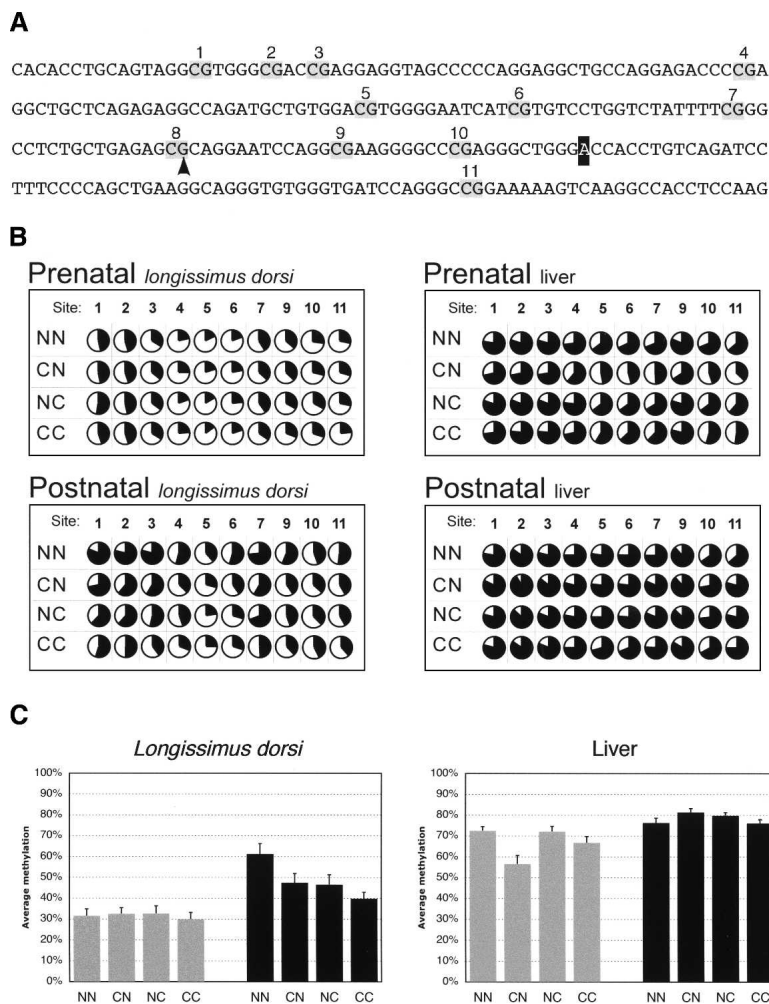 A
1 2 3 4
CACACCTGCAGTAGGCGTGGGCGACCGAGGAGGTAGCCCCCAGGAGGCTGCCAGGAGACCCCGA
5 6 7
GGCTGCTCAGAGAGGCCAGATGCTGTGGACGTGGGGAATCATCGTGTCCTGGTCTATTTTCGGG
8 9 10
CCTCTGCTGAGAGCGCAGGAATCCAGGCGAAGGGGCCCGAGGGCTGGGACCACCTGTCAGATCC
11
TTTCCCCAGCTGAAGGCAGGGTGTGGGTGATCCAGGGCCGGAAAAAGTCAAGGCCACCTCCAAG
B
Prenatal longissimus dorsi
Site: 1 2 3 4 5 6 7 9 10 11
NN
CN
NC
CC
Prenatal liver
Site: 1 2 3 4 5 6 7 9 10 11
NN
CN
NC
CC
Postnatal longissimus dorsi
Site: 1 2 3 4 5 6 7 9 10 11
NN
CN
NC
CC
Postnatal liver
Site: 1 2 3 4 5 6 7 9 10 11
NN
CN
NC
CC
C
Longissimus dorsi
Average methylation
100%
90%
80%
70%
60%
50%
40%
30%
20%
10%
0%
NN CN NC CC NN CN NC CC
Liver
Average methylation
100%
90%
80%
70%
60%
50%
40%
30%
20%
10%
0%
NN CN NC CC NN CN NC CC